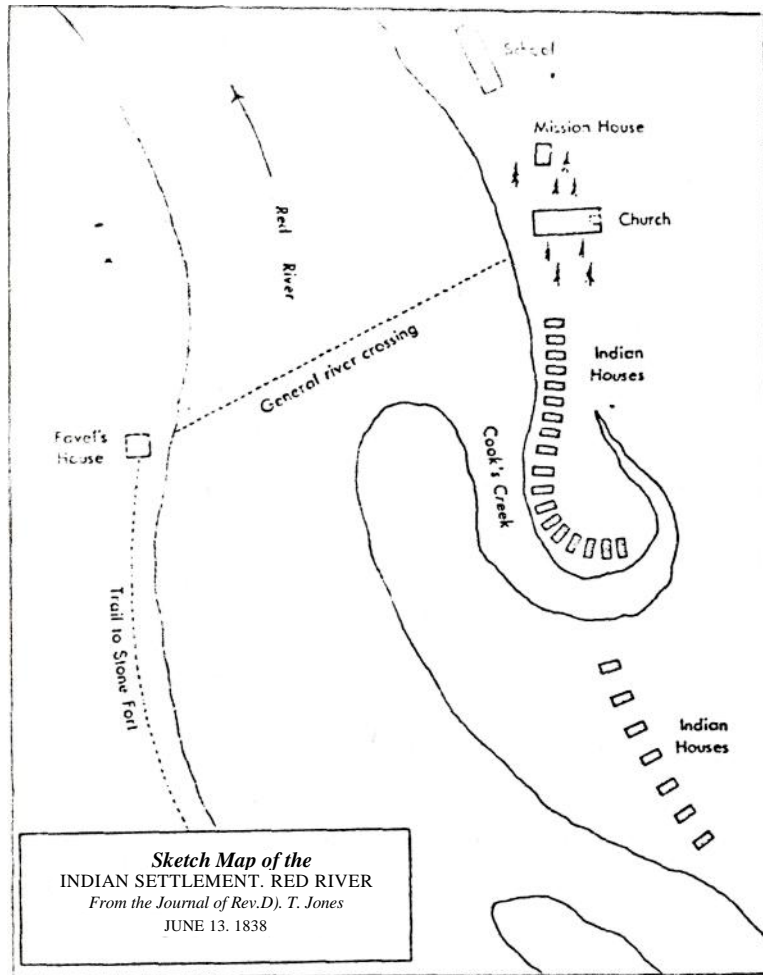 School
Mission House
Church
Red
River
General river crossing
Indian
Houses
Favel's
House
Cook's Creek
Trail to Stone Fort
Indian
Houses
Sketch Map of the
INDIAN SETTLEMENT. RED RIVER
From the Journal of Rev.D). T. Jones
JUNE 13. 1838